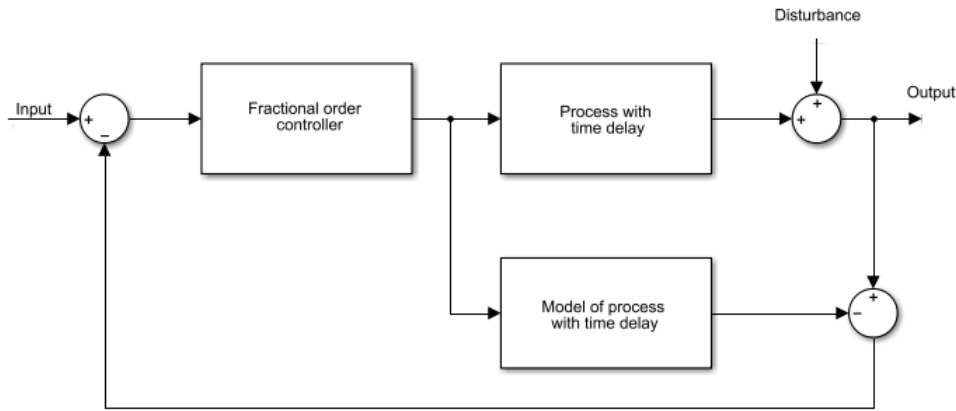 Disturbance
Input
Fractional order
controller
Process with
time delay
Output
+
−
+
+
Model of process
with time delay
+
−